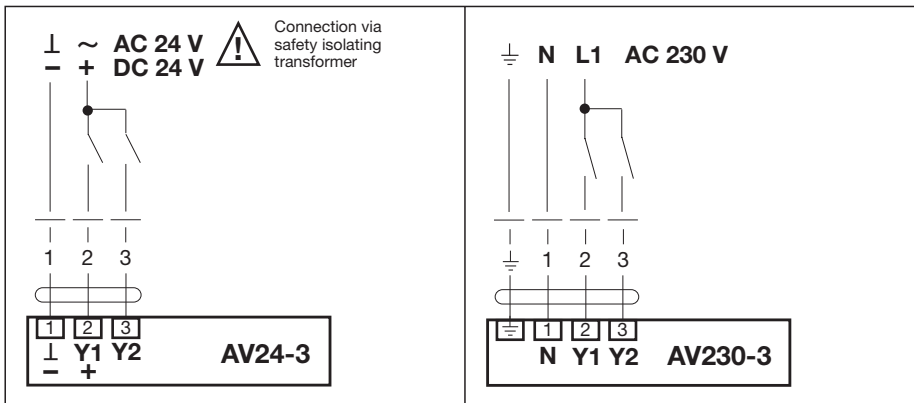 ⊥ ~ AC 24 V
− + DC 24 V
!
Connection via
safety isolating
transformer
1 2 3
1 2 3
⊥ Y1 Y2
− +
AV24-3
⏚ N L1 AC 230 V
⏚ 1 2 3
⏚ 1 2 3
N Y1 Y2
AV230-3